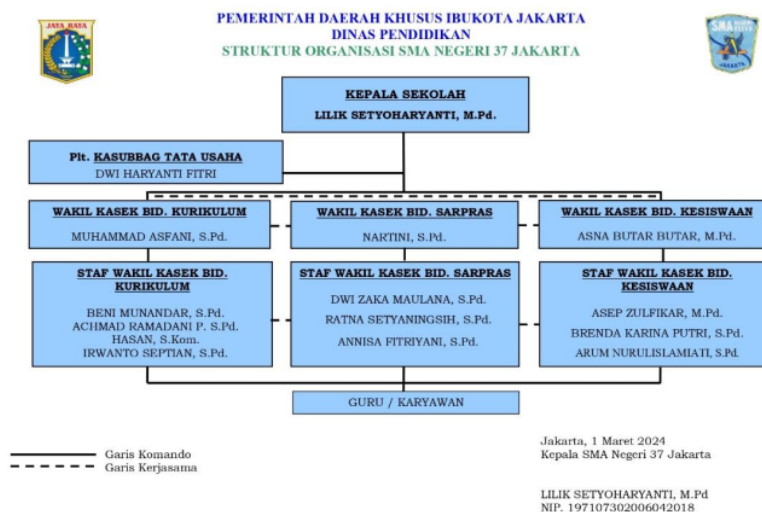 JAYA RAYA
PEMERINTAH DAERAH KHUSUS IBUKOTA JAKARTA
DINAS PENDIDIKAN
STRUKTUR ORGANISASI SMA NEGERI 37 JAKARTA
SMA NEGERI
JAKARTA
KEPALA SEKOLAH
LILIK SETYOHARYANTI, M.Pd.
Plt. KASUBBAG TATA USAHA
DWI HARYANTI FITRI
WAKIL KASEK BID. KURIKULUM
MUHAMMAD ASFANI, S.Pd.
WAKIL KASEK BID. SARPRAS
NARTINI, S.Pd.
WAKIL KASEK BID. KESISWAAN
ASNA BUTAR BUTAR, M.Pd.
STAF WAKIL KASEK BID.
KURIKULUM
BENI MUNANDAR, S.Pd.
ACHMAD RAMADANI P. S.Pd.
HASAN, S.Kom.
IRWANTO SEPTIAN, S.Pd.
STAF WAKIL KASEK BID. SARPRAS
DWI ZAKA MAULANA, S.Pd.
RATNA SETYANINGSIH, S.Pd.
ANNISA FITRIYANI, S.Pd.
STAF WAKIL KASEK BID.
KESISWAAN
ASEP ZULFIKAR, M.Pd.
BRENDA KARINA PUTRI, S.Pd.
ARUM NURULISLAMIATI, S.Pd.
GURU / KARYAWAN
Garis Komando
Garis Kerjasama
Jakarta, 1 Maret 2024
Kepala SMA Negeri 37 Jakarta
LILIK SETYOHARYANTI, M.Pd
NIP. 197107302006042018